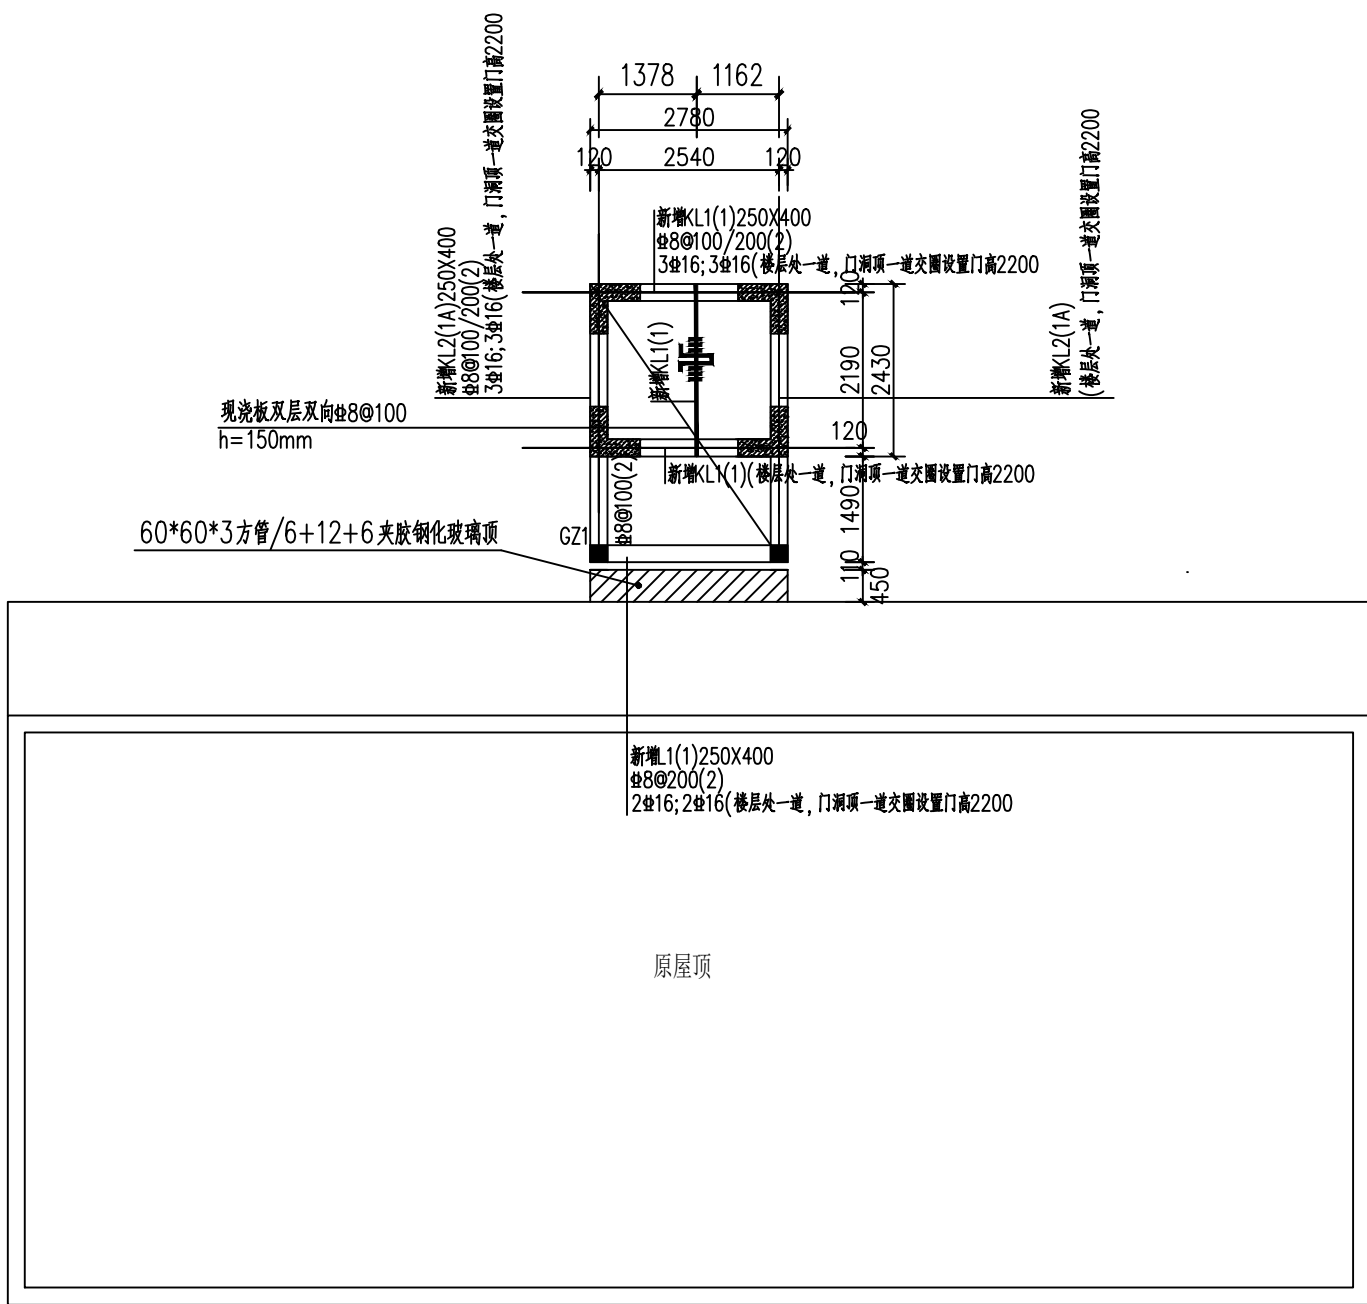 1378
1162
2780
120
2540
120
新增KL1(1)250X400
Φ8@100/200(2)
3Φ16;3Φ16(楼层处一道,门洞顶一道交圈设置门高2200
新增KL2(1A)250X400
Φ8@100/200(2)
3Φ16;3Φ16(楼层处一道,门洞顶一道交圈设置门高2200
新增KL2(1A)
(楼层处一道,门洞顶一道交圈设置门高2200
新增KL1(1)
120
2190
2430
120
1490
110
450
现浇板双层双向Φ8@100
h=150mm
新增KL1(1)(楼层处一道,门洞顶一道交圈设置门高2200
Φ8@100(2)
GZ1
60*60*3方管/6+12+6夹胶钢化玻璃顶
新增L1(1)250X400
Φ8@200(2)
2Φ16;2Φ16(楼层处一道,门洞顶一道交圈设置门高2200
原屋顶